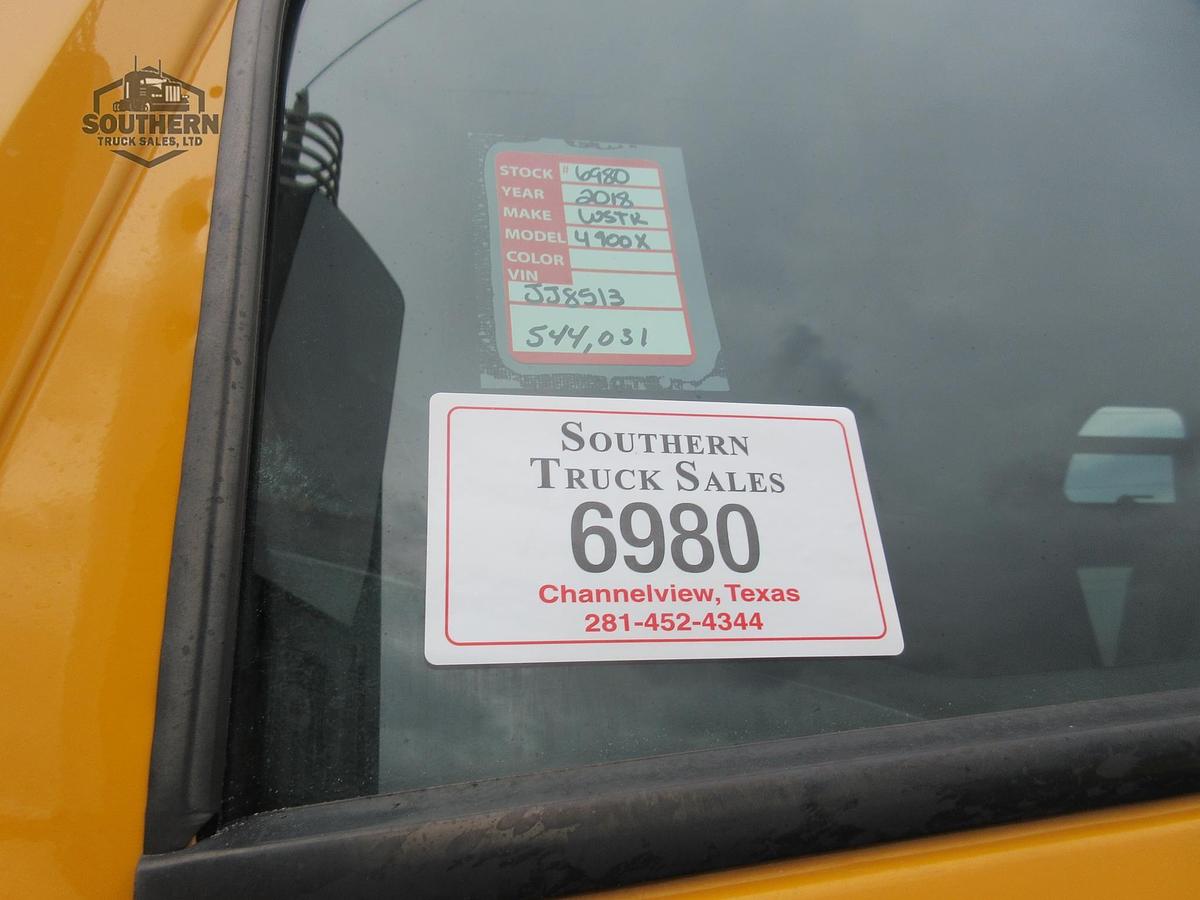 SOUTHERN
TRUCK SALES, LTD
STOCK # 6980
YEAR 2018
MAKE WSTR
MODEL 4900X
COLOR
VIN
JJ8513
544,031
SOUTHERN
TRUCK SALES
6980
Channelview, Texas
281-452-4344